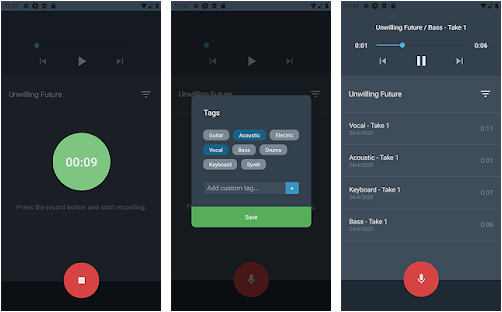 Unwilling Future
00:09
Press the record button and start recording.
Unwilling Future
Tags
Guitar
Acoustic
Electric
Vocal
Bass
Drums
Keyboard
Synth
Add custom tag...
+
Save
Unwilling Future / Bass - Take 1
0:01
0:06
Unwilling Future
Vocal - Take 1
0:11
24/4/2020
Acoustic - Take 1
0:01
24/4/2020
Keyboard - Take 1
0:07
24/4/2020
Bass - Take 1
0:06
24/4/2020